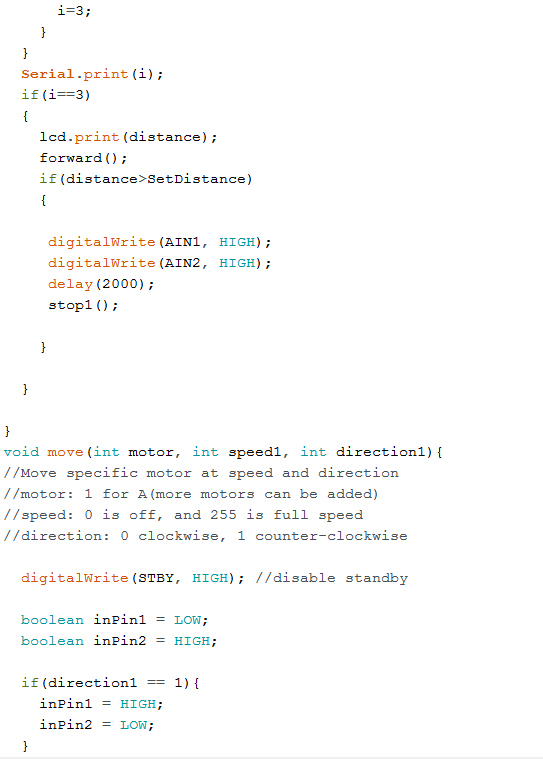 i=3;
}
}
Serial.print(i);
if(i==3)
{
lcd.print(distance);
forward();
if(distance>SetDistance)
{
digitalWrite(AIN1, HIGH);
digitalWrite(AIN2, HIGH);
delay(2000);
stop1();
}
}
}
void move(int motor, int speed1, int direction1){
//Move specific motor at speed and direction
//motor: 1 for A(more motors can be added)
//speed: 0 is off, and 255 is full speed
//direction: 0 clockwise, 1 counter-clockwise
digitalWrite(STBY, HIGH); //disable standby
boolean inPin1 = LOW;
boolean inPin2 = HIGH;
if(direction1 == 1){
inPin1 = HIGH;
inPin2 = LOW;
}